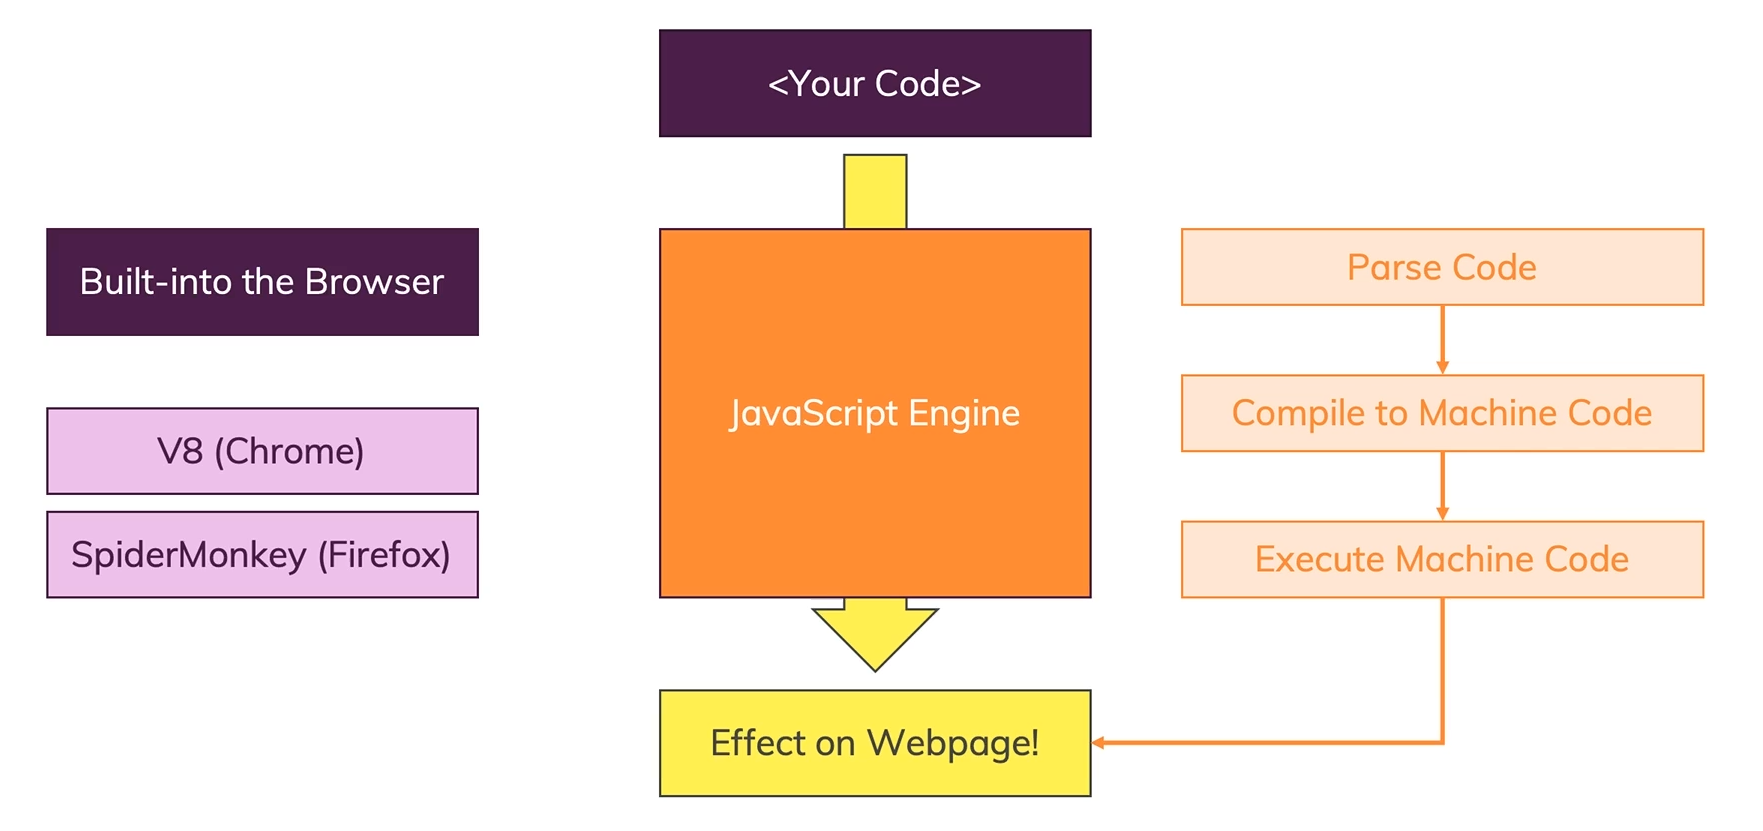 <Your Code>
Built-into the Browser
V8 (Chrome)
SpiderMonkey (Firefox)
JavaScript Engine
Parse Code
Compile to Machine Code
Execute Machine Code
Effect on Webpage!